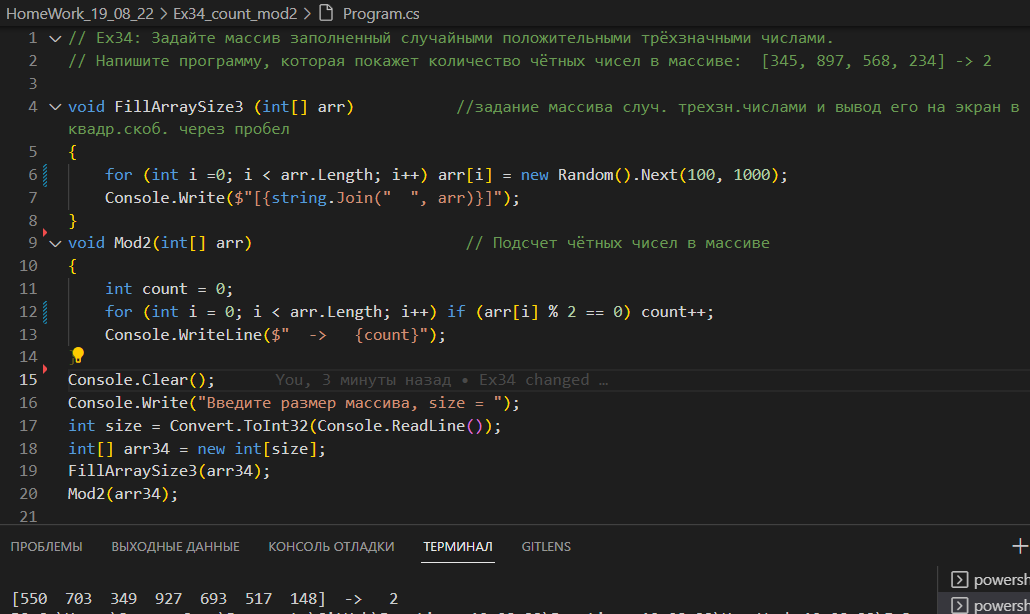 HomeWork_19_08_22 > Ex34_count_mod2 > Program.cs
1 // Ex34: Задайте массив заполненный случайными положительными трёхзначными числами.
2 // Напишите программу, которая покажет количество чётных чисел в массиве:  [345, 897, 568, 234] -> 2
3
4 void FillArraySize3 (int[] arr)           //задание массива случ. трехзн.числами и вывод его на экран в
квадр.скоб. через пробел
5 {
6     for (int i =0; i < arr.Length; i++) arr[i] = new Random().Next(100, 1000);
7     Console.Write($"[{string.Join("  ", arr)}]");
8 }
9 void Mod2(int[] arr)                       // Подсчет чётных чисел в массиве
10 {
11     int count = 0;
12     for (int i = 0; i < arr.Length; i++) if (arr[i] % 2 == 0) count++;
13     Console.WriteLine($"  ->   {count}");
14
15 Console.Clear();      You, 3 минуты назад • Ex34 changed …
16 Console.Write("Введите размер массива, size = ");
17 int size = Convert.ToInt32(Console.ReadLine());
18 int[] arr34 = new int[size];
19 FillArraySize3(arr34);
20 Mod2(arr34);
21
ПРОБЛЕМЫ ВЫХОДНЫЕ ДАННЫЕ КОНСОЛЬ ОТЛАДКИ ТЕРМИНАЛ GITLENS
powersh
[550  703  349  927  693  517  148]  ->   2
powersh